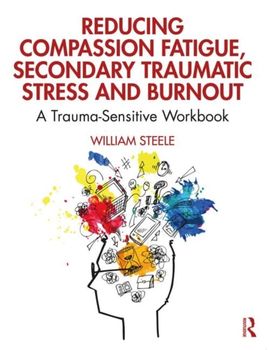 REDUCING
COMPASSION FATIGUE,
SECONDARY TRAUMATIC
STRESS AND BURNOUT
A Trauma-Sensitive Workbook
WILLIAM STEELE